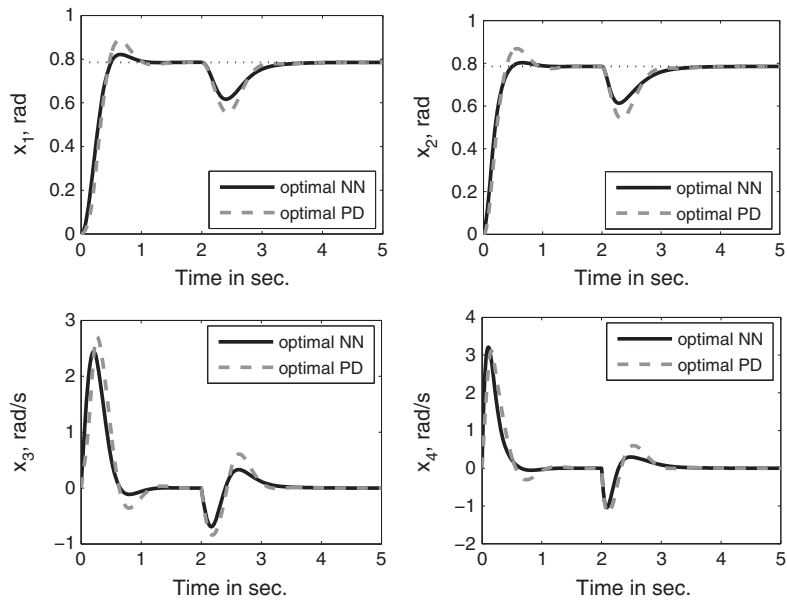 1
0.8
0.6
0.4
0.2
0
x1, rad
optimal NN
optimal PD
0 1 2 3 4 5
Time in sec.
1
0.8
0.6
0.4
0.2
0
x2, rad
optimal NN
optimal PD
0 1 2 3 4 5
Time in sec.
3
2
1
0
−1
x3, rad/s
optimal NN
optimal PD
0 1 2 3 4 5
Time in sec.
4
3
2
1
0
−1
−2
x4, rad/s
optimal NN
optimal PD
0 1 2 3 4 5
Time in sec.